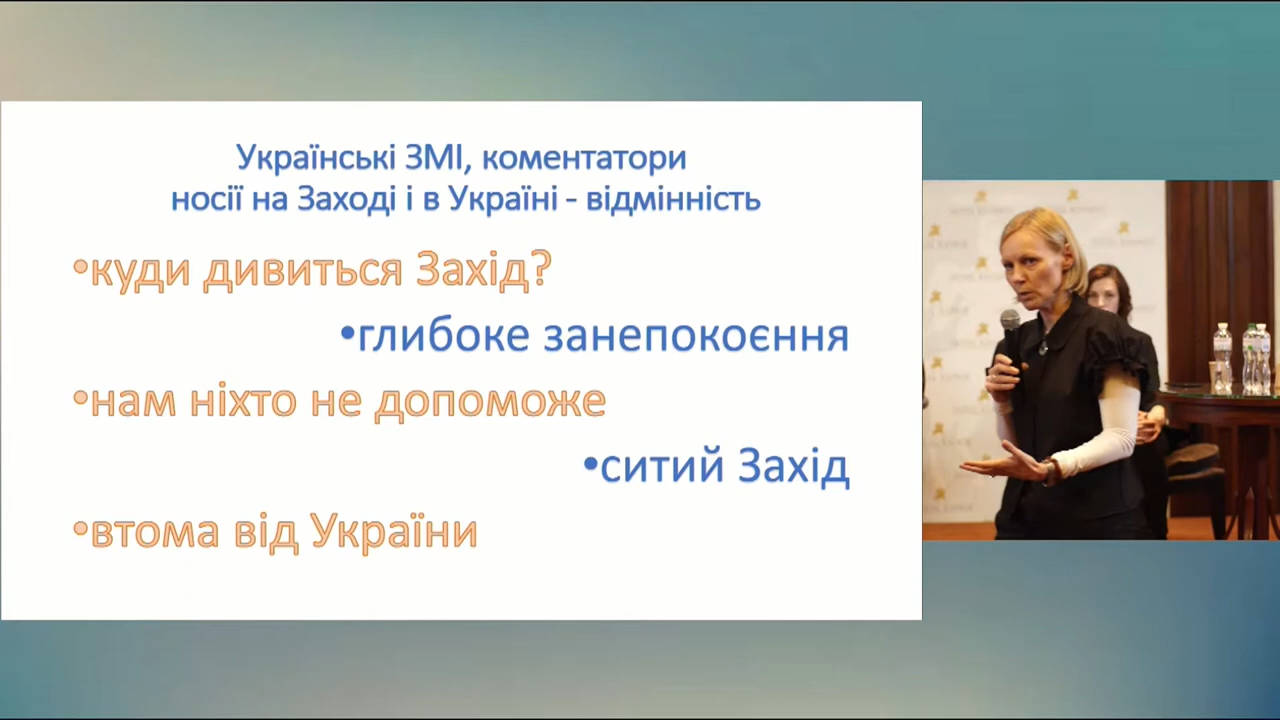 Українські ЗМІ, коментатори
носії на Заході і в Україні - відмінність
•куди дивиться Захід?
•глибоке занепокоєння
•нам ніхто не допоможе
•ситий Захід
•втома від України